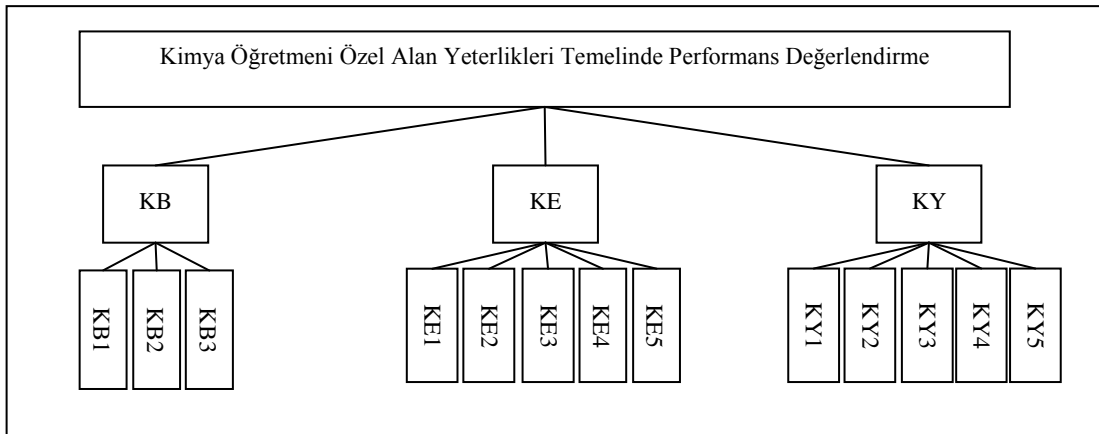 Kimya Öğretmeni Özel Alan Yeterlikleri Temelinde Performans Değerlendirme
KB
KE
KY
KB1
KB2
KB3
KE1
KE2
KE3
KE4
KE5
KY1
KY2
KY3
KY4
KY5